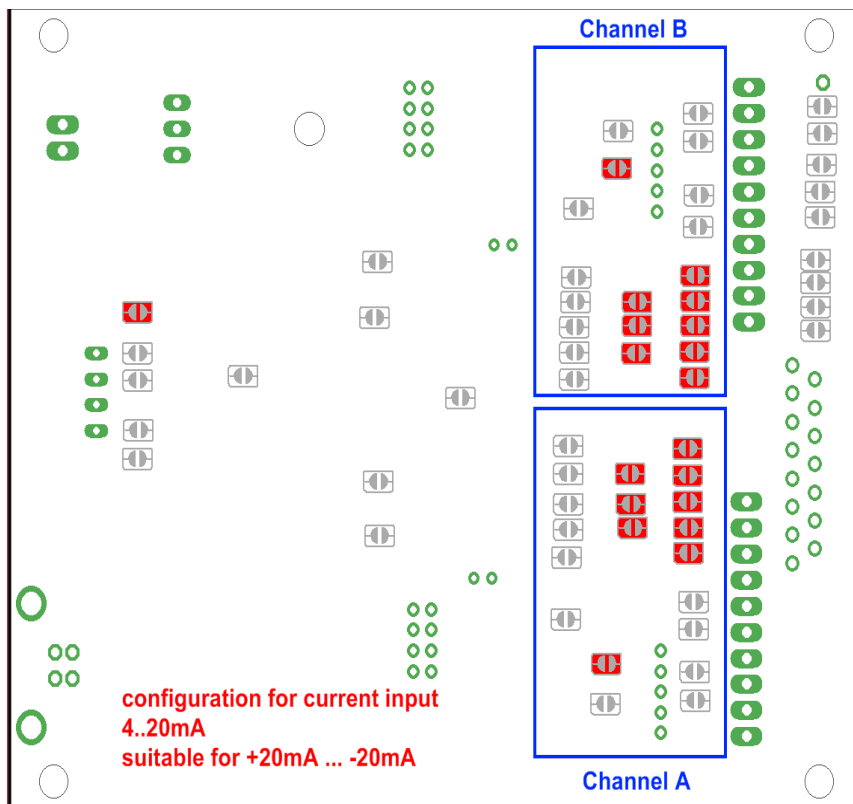 Channel B
configuration for current input
4..20mA
suitable for +20mA ... -20mA
Channel A